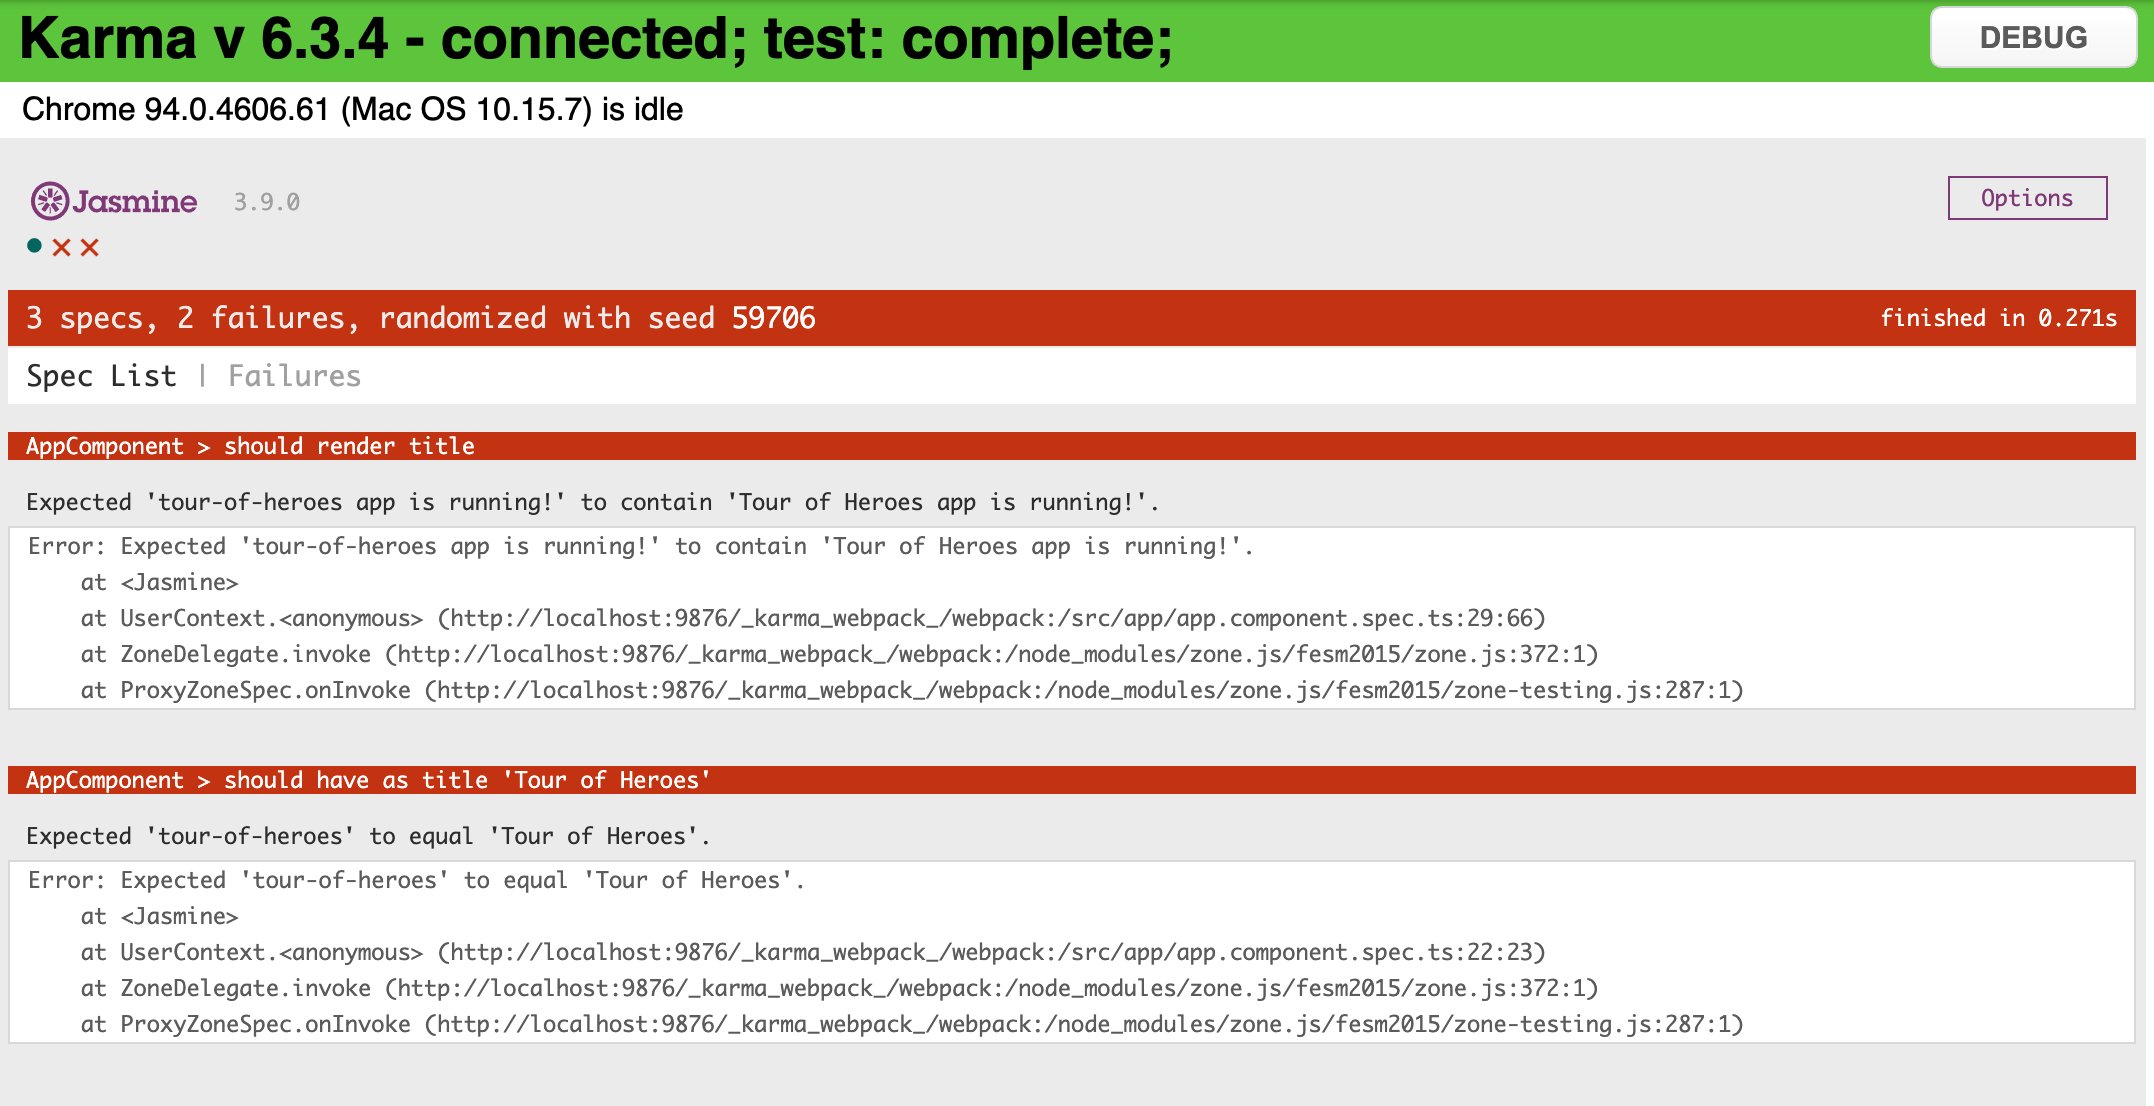 Karma v 6.3.4 - connected; test: complete;
DEBUG
Chrome 94.0.4606.61 (Mac OS 10.15.7) is idle
Jasmine 3.9.0
Options
3 specs, 2 failures, randomized with seed 59706
finished in 0.271s
Spec List | Failures
AppComponent > should render title
Expected 'tour-of-heroes app is running!' to contain 'Tour of Heroes app is running!'.
Error: Expected 'tour-of-heroes app is running!' to contain 'Tour of Heroes app is running!'.
at <Jasmine>
at UserContext.<anonymous> (http://localhost:9876/_karma_webpack_/webpack:/src/app/app.component.spec.ts:29:66)
at ZoneDelegate.invoke (http://localhost:9876/_karma_webpack_/webpack:/node_modules/zone.js/fesm2015/zone.js:372:1)
at ProxyZoneSpec.onInvoke (http://localhost:9876/_karma_webpack_/webpack:/node_modules/zone.js/fesm2015/zone-testing.js:287:1)
AppComponent > should have as title 'Tour of Heroes'
Expected 'tour-of-heroes' to equal 'Tour of Heroes'.
Error: Expected 'tour-of-heroes' to equal 'Tour of Heroes'.
at <Jasmine>
at UserContext.<anonymous> (http://localhost:9876/_karma_webpack_/webpack:/src/app/app.component.spec.ts:22:23)
at ZoneDelegate.invoke (http://localhost:9876/_karma_webpack_/webpack:/node_modules/zone.js/fesm2015/zone.js:372:1)
at ProxyZoneSpec.onInvoke (http://localhost:9876/_karma_webpack_/webpack:/node_modules/zone.js/fesm2015/zone-testing.js:287:1)